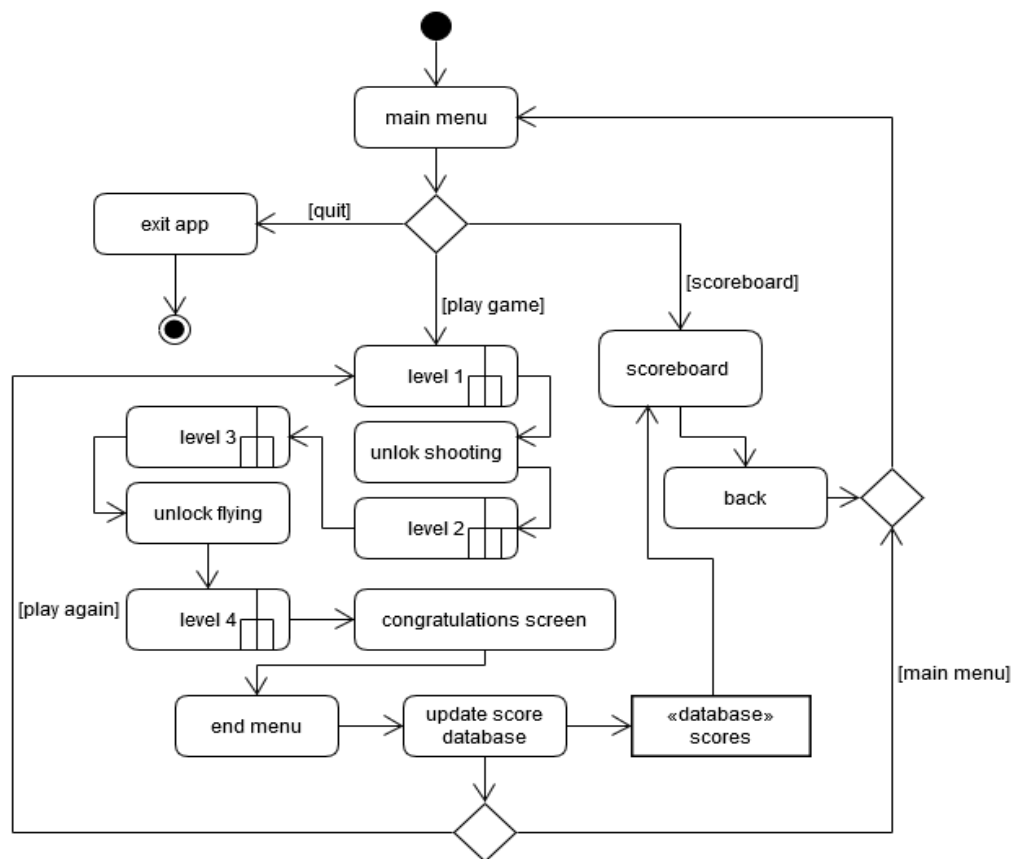 main menu
exit app
[quit]
[scoreboard]
[play game]
level 1
scoreboard
level 3
unlok shooting
back
unlock flying
level 2
[play again]
level 4
congratulations screen
[main menu]
end menu
update score
database
«database»
scores